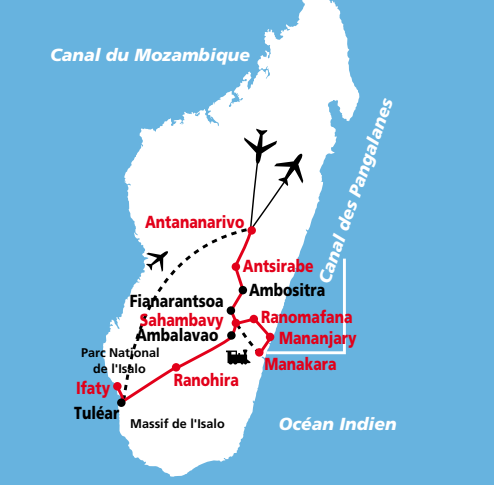 Canal du Mozambique
Canal des Pangalanes
Antananarivo
Antsirabe
Ambositra
Fianarantsoa
Sahambavy
Ranomafana
Ambalavao
Mananjary
Parc National
de l'Isalo
Manakara
Ranohira
Ifaty
Tuléar
Massif de l'Isalo
Océan Indien